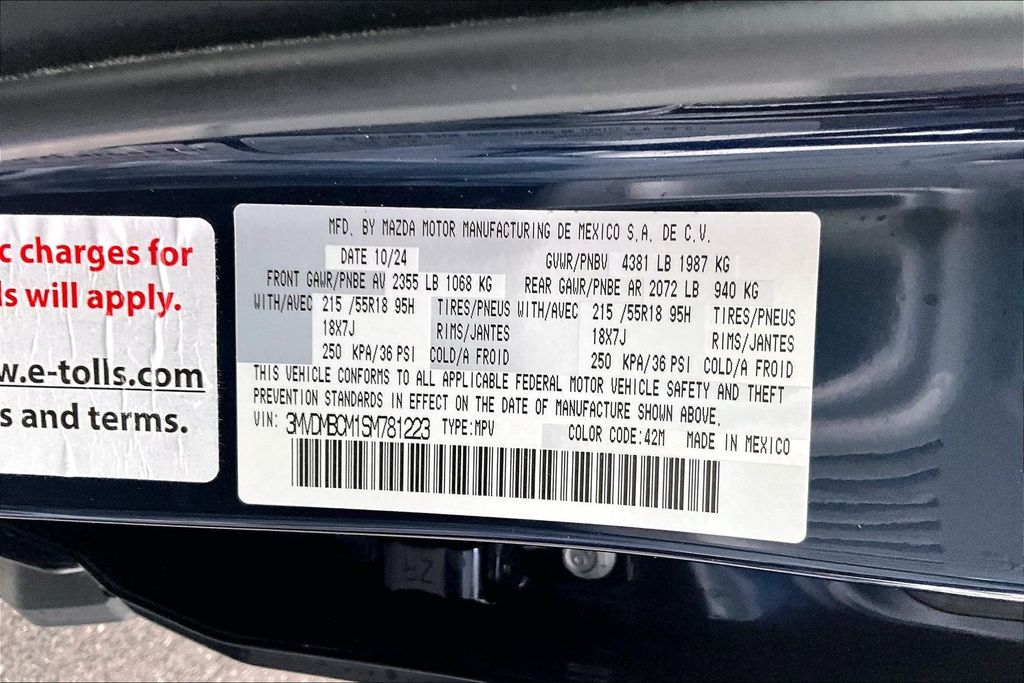 c charges for
ls will apply.
w.e-tolls.com
s and terms.
MFD. BY MAZDA MOTOR MANUFACTURING DE MEXICO S.A. DE C.V.
DATE 10/24 GVWR/PNBV 4381 LB 1987 KG
FRONT GAWR/PNBE AV 2355 LB 1068 KG REAR GAWR/PNBE AR 2072 LB 940 KG
WITH/AVEC 215 /55R18 95H TIRES/PNEUS WITH/AVEC 215 /55R18 95H TIRES/PNEUS
18X7J RIMS/JANTES 18X7J RIMS/JANTES
250 KPA/36 PSI COLD/A FROID 250 KPA/36 PSI COLD/A FROID
THIS VEHICLE CONFORMS TO ALL APPLICABLE FEDERAL MOTOR VEHICLE SAFETY AND THEFT
PREVENTION STANDARDS IN EFFECT ON THE DATE OF MANUFACTURE SHOWN ABOVE.
VIN: 3MVDMBCM1SM781223 TYPE:MPV COLOR CODE:42M MADE IN MEXICO